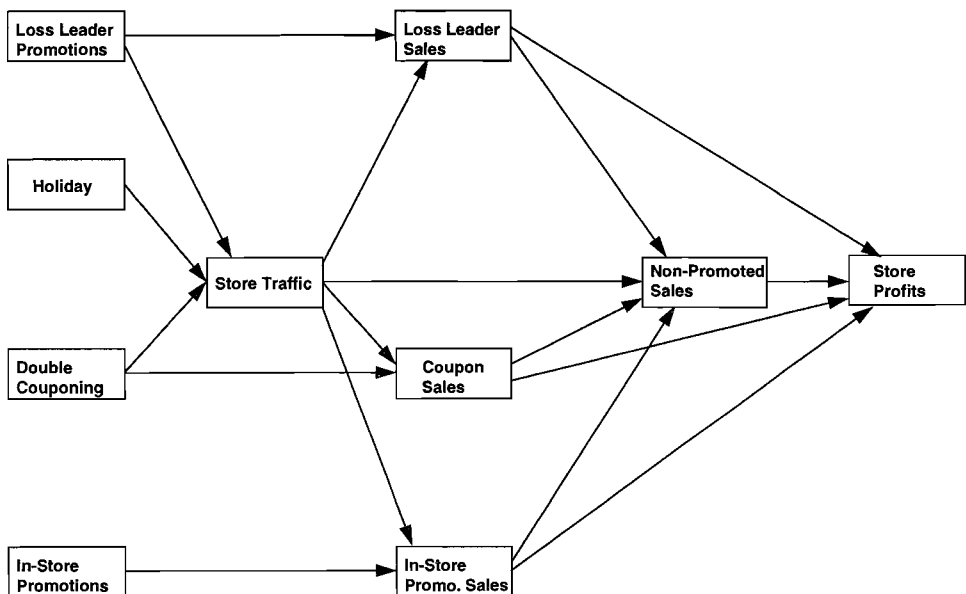 Loss Leader
Promotions
Loss Leader
Sales
Holiday
Store Traffic
Non-Promoted
Sales
Store
Profits
Double
Couponing
Coupon
Sales
In-Store
Promotions
In-Store
Promo. Sales